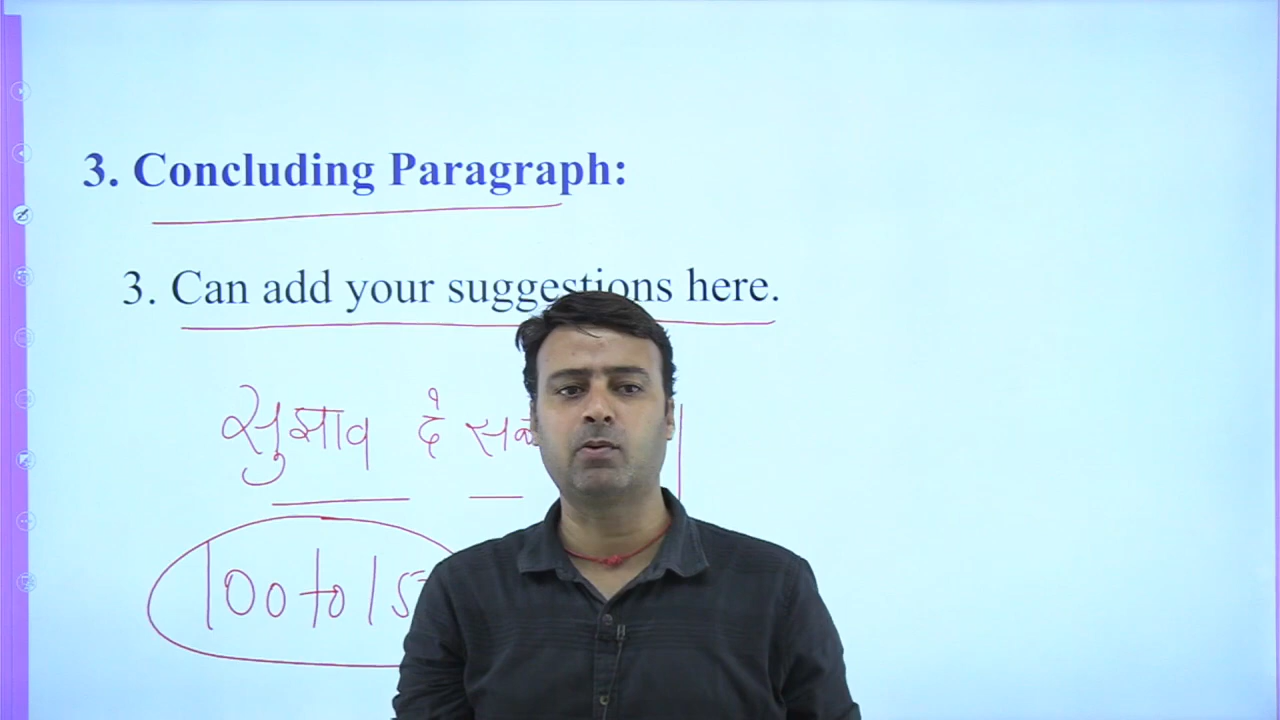 3. Concluding Paragraph:
3. Can add your suggestions here.
सुझाव दे
100 to